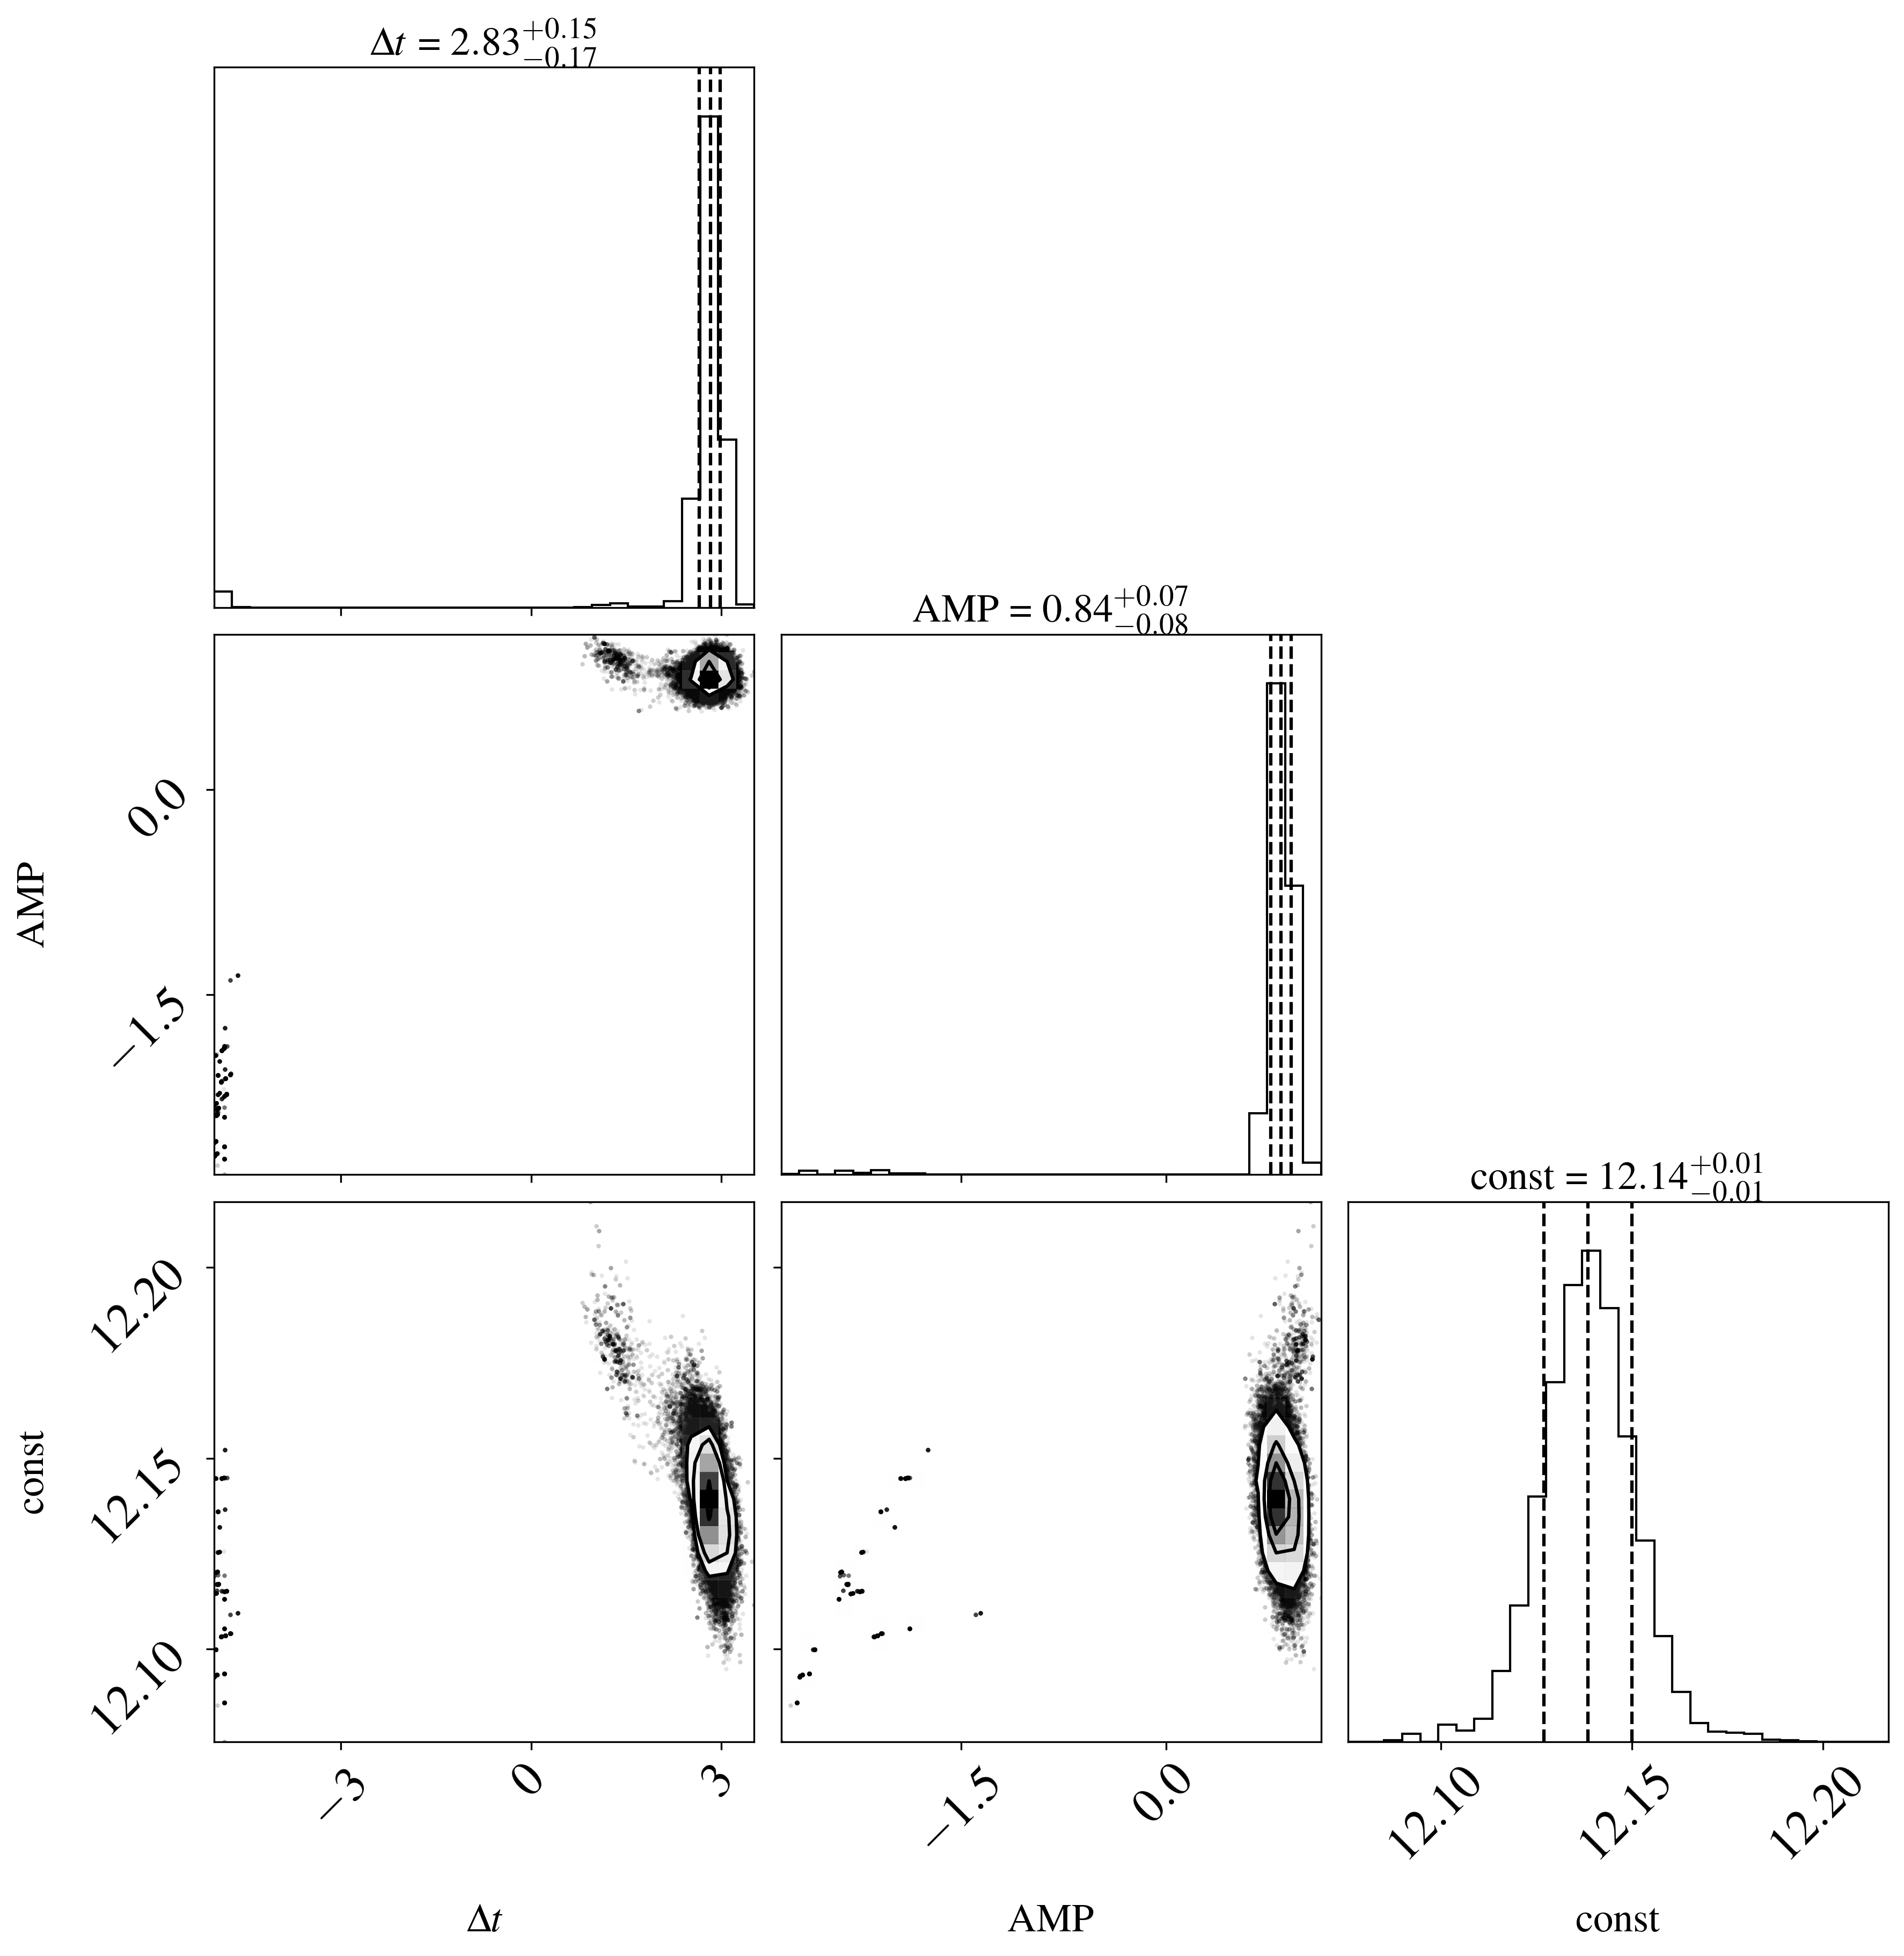 Δt = 2.83+0.15−0.17
AMP = 0.84+0.07−0.08
0.0
−1.5
AMP
const = 12.14+0.01−0.01
12.20
12.15
12.10
const
−3 0 3
−1.5 0.0
12.10 12.15 12.20
Δt
AMP
const